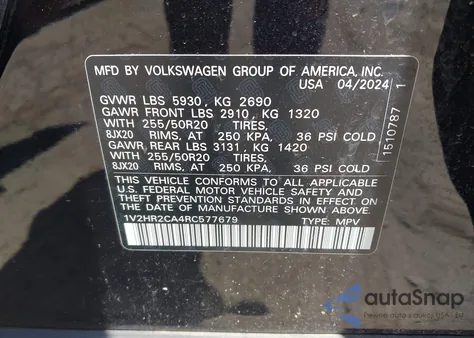 MFD BY VOLKSWAGEN GROUP OF AMERICA, INC.
USA 04/2024
GVWR LBS 5930 , KG 2690
GAWR FRONT LBS 2910 , KG 1320
WITH 255/50R20 TIRES,
8JX20 RIMS, AT 250 KPA, 36 PSI COLD
GAWR REAR LBS 3131 , KG 1420
WITH 255/50R20 TIRES,
8JX20 RIMS, AT 250 KPA, 36 PSI COLD
THIS VEHICLE CONFORMS TO ALL APPLICABLE
U.S. FEDERAL MOTOR VEHICLE SAFETY AND
THEFT PREVENTION STANDARDS IN EFFECT ON THE
DATE OF MANUFACTURE SHOWN ABOVE.
1V2HR2CA4RC577679 TYPE: MPV
1510787 1
autoSnap
Pewne auta z aukcji